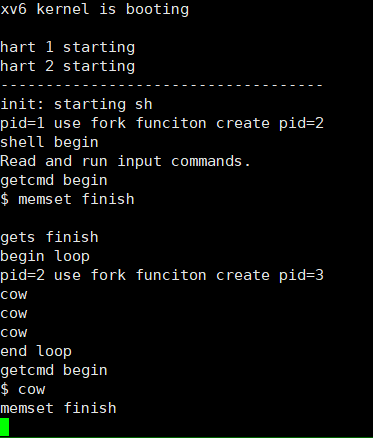 xv6 kernel is booting
hart 1 starting
hart 2 starting
------------------------------------
init: starting sh
pid=1 use fork funciton create pid=2
shell begin
Read and run input commands.
getcmd begin
$ memset finish
gets finish
begin loop
pid=2 use fork funciton create pid=3
cow
cow
cow
end loop
getcmd begin
$ cow
memset finish